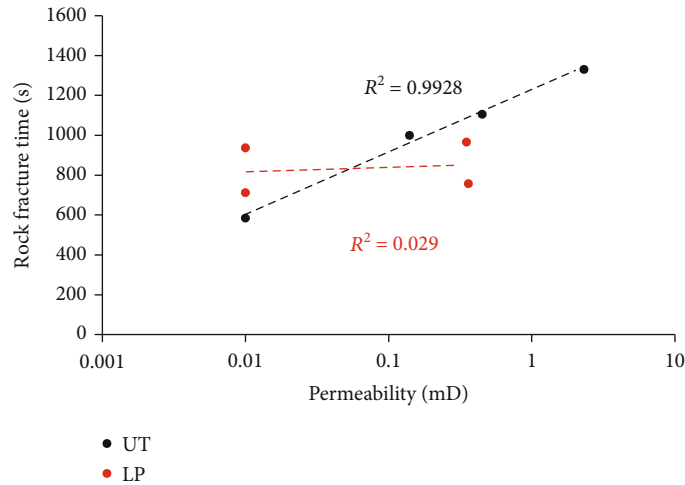 1600
1400
1200
1000
800
600
400
200
0
Rock fracture time (s)
R² = 0.9928
R² = 0.029
0.001
0.01
0.1
1
10
Permeability (mD)
UT
LP